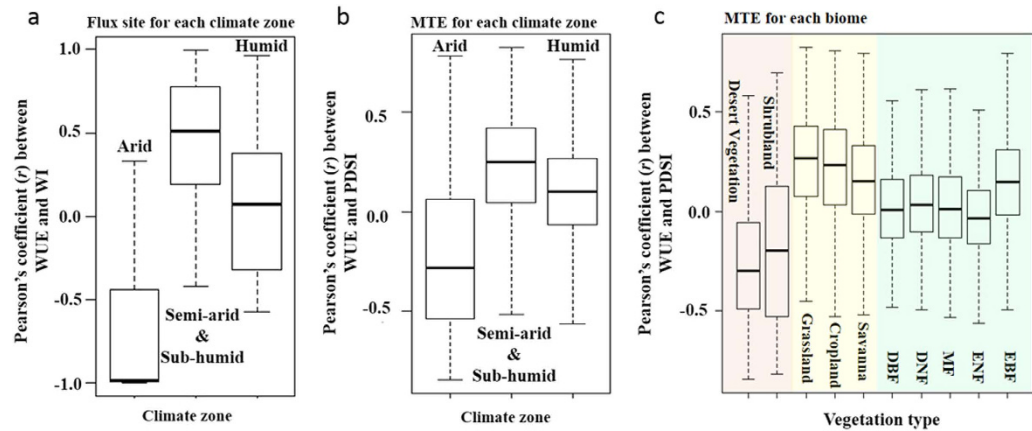 a
Flux site for each climate zone
Pearson's coefficient (r) between
WUE and WI
1.0
0.5
0.0
-0.5
-1.0
Arid
Humid
Semi-arid
&
Sub-humid
Climate zone
b
MTE for each climate zone
Pearson's coefficient (r) between
WUE and PDSI
0.5
0.0
-0.5
Arid
Humid
Semi-arid
&
Sub-humid
Climate zone
c
MTE for each biome
Pearson's coefficient (r) between
WUE and PDSI
0.5
0.0
-0.5
Desert Vegetation
Shrubland
Grassland
Cropland
Savanna
DBF
DNF
MF
ENF
EBF
Vegetation type